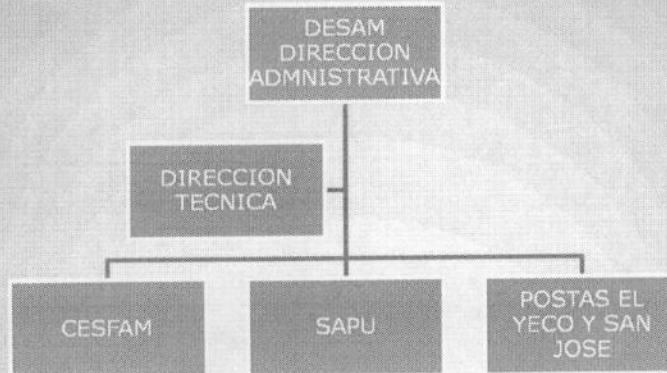 DESAM
DIRECCION
ADMNISTRATIVA
DIRECCION
TECNICA
CESFAM
SAPU
POSTAS EL
YECO Y SAN
JOSE